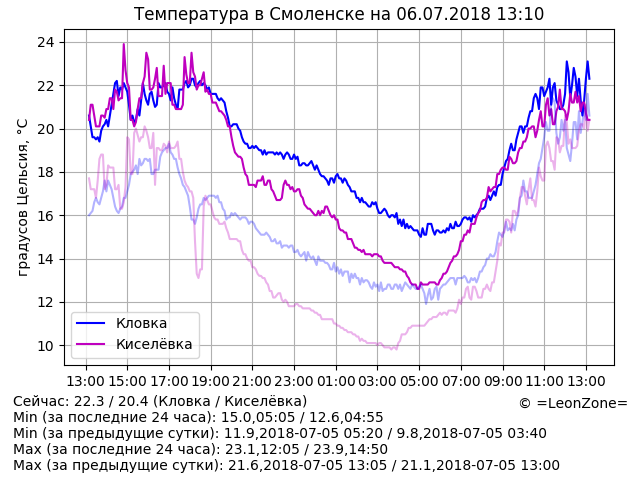 Температура в Смоленске на 06.07.2018 13:10
24
22
20
18
16
14
12
10
градусов Цельсия, °C
Кловка
Киселёвка
13:00 15:00 17:00 19:00 21:00 23:00 01:00 03:00 05:00 07:00 09:00 11:00 13:00
Сейчас: 22.3 / 20.4 (Кловка / Киселёвка)
© =LeonZone=
Min (за последние 24 часа): 15.0,05:05 / 12.6,04:55
Min (за предыдущие сутки): 11.9,2018-07-05 05:20 / 9.8,2018-07-05 03:40
Max (за последние 24 часа): 23.1,12:05 / 23.9,14:50
Max (за предыдущие сутки): 21.6,2018-07-05 13:05 / 21.1,2018-07-05 13:00